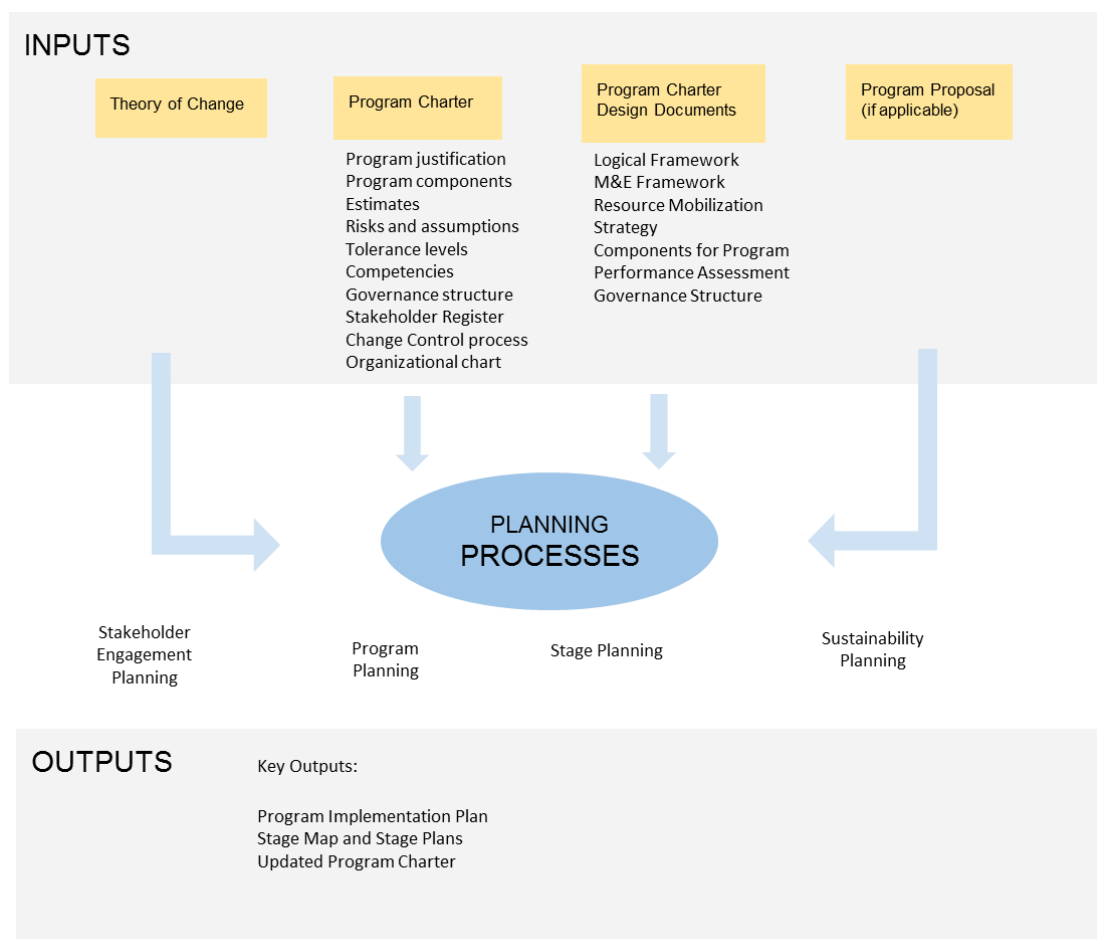 INPUTS
Theory of Change
Program Charter
Program Charter
Design Documents
Program Proposal
(if applicable)
Program justification
Program components
Estimates
Risks and assumptions
Tolerance levels
Competencies
Governance structure
Stakeholder Register
Change Control process
Organizational chart
Logical Framework
M&E Framework
Resource Mobilization
Strategy
Components for Program
Performance Assessment
Governance Structure
PLANNING
PROCESSES
Stakeholder
Engagement
Planning
Program
Planning
Stage Planning
Sustainability
Planning
OUTPUTS
Key Outputs:
Program Implementation Plan
Stage Map and Stage Plans
Updated Program Charter